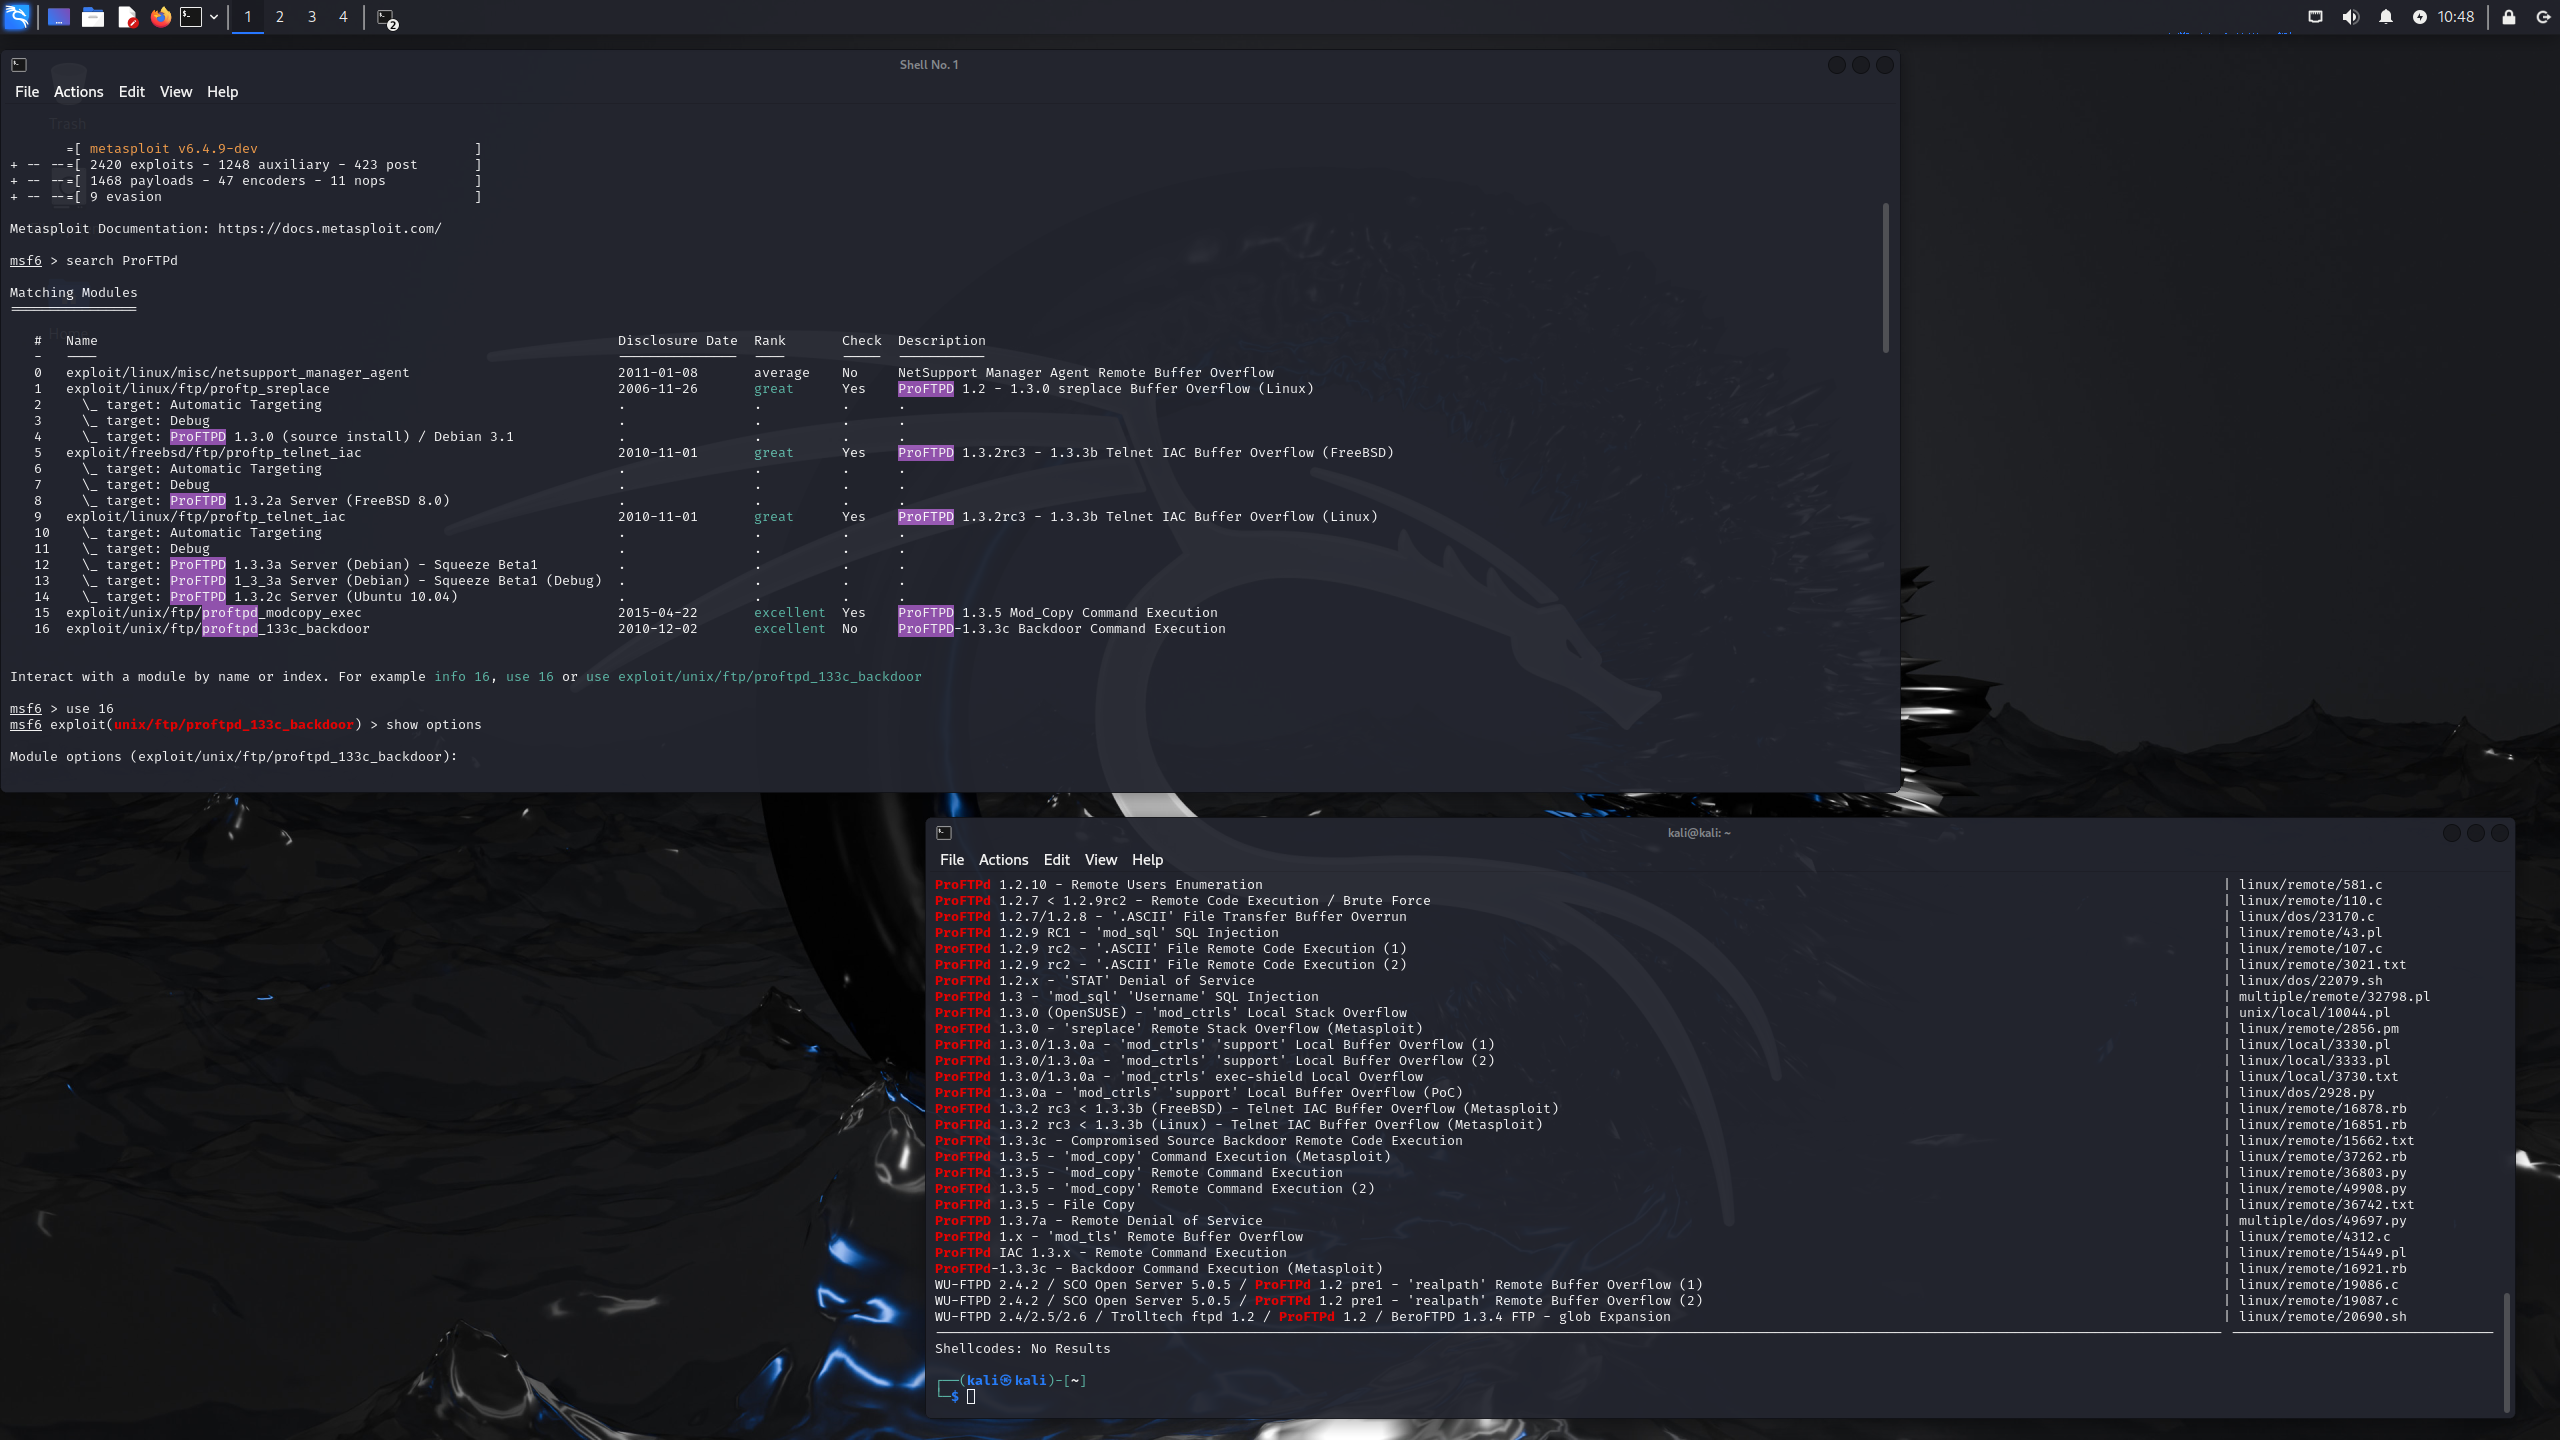 1 2 3 4 2 10:48
Shell No. 1
File Actions Edit View Help
Trash
=[ metasploit v6.4.9-dev ]
+ -- --=[ 2420 exploits - 1248 auxiliary - 423 post ]
+ -- --=[ 1468 payloads - 47 encoders - 11 nops ]
+ -- --=[ 9 evasion ]
Metasploit Documentation: https://docs.metasploit.com/
msf6 > search ProFTPd
Matching Modules
================
Home
# Name Disclosure Date Rank Check Description
- ---- --------------- ---- ----- -----------
0 exploit/linux/misc/netsupport_manager_agent 2011-01-08 average No NetSupport Manager Agent Remote Buffer Overflow
1 exploit/linux/ftp/proftp_sreplace 2006-11-26 great Yes ProFTPD 1.2 - 1.3.0 sreplace Buffer Overflow (Linux)
2 \_ target: Automatic Targeting . . . .
3 \_ target: Debug . . . .
4 \_ target: ProFTPD 1.3.0 (source install) / Debian 3.1 . . . .
5 exploit/freebsd/ftp/proftp_telnet_iac 2010-11-01 great Yes ProFTPD 1.3.2rc3 - 1.3.3b Telnet IAC Buffer Overflow (FreeBSD)
6 \_ target: Automatic Targeting . . . .
7 \_ target: Debug . . . .
8 \_ target: ProFTPD 1.3.2a Server (FreeBSD 8.0) . . . .
9 exploit/linux/ftp/proftp_telnet_iac 2010-11-01 great Yes ProFTPD 1.3.2rc3 - 1.3.3b Telnet IAC Buffer Overflow (Linux)
10 \_ target: Automatic Targeting . . . .
11 \_ target: Debug . . . .
12 \_ target: ProFTPD 1.3.3a Server (Debian) - Squeeze Beta1 . . . .
13 \_ target: ProFTPD 1_3_3a Server (Debian) - Squeeze Beta1 (Debug) . . . .
14 \_ target: ProFTPD 1.3.2c Server (Ubuntu 10.04) . . . .
15 exploit/unix/ftp/proftpd_modcopy_exec 2015-04-22 excellent Yes ProFTPD 1.3.5 Mod_Copy Command Execution
16 exploit/unix/ftp/proftpd_133c_backdoor 2010-12-02 excellent No ProFTPD-1.3.3c Backdoor Command Execution
Interact with a module by name or index. For example info 16, use 16 or use exploit/unix/ftp/proftpd_133c_backdoor
msf6 > use 16
msf6 exploit(unix/ftp/proftpd_133c_backdoor) > show options
Module options (exploit/unix/ftp/proftpd_133c_backdoor):
kali@kali: ~
File Actions Edit View Help
ProFTPd 1.2.10 - Remote Users Enumeration | linux/remote/581.c
ProFTPd 1.2.7 < 1.2.9rc2 - Remote Code Execution / Brute Force | linux/remote/110.c
ProFTPd 1.2.7/1.2.8 - '.ASCII' File Transfer Buffer Overrun | linux/dos/23170.c
ProFTPd 1.2.9 RC1 - 'mod_sql' SQL Injection | linux/remote/43.pl
ProFTPd 1.2.9 rc2 - '.ASCII' File Remote Code Execution (1) | linux/remote/107.c
ProFTPd 1.2.9 rc2 - '.ASCII' File Remote Code Execution (2) | linux/remote/3021.txt
ProFTPd 1.2.x - 'STAT' Denial of Service | linux/dos/22079.sh
ProFTPd 1.3 - 'mod_sql' 'Username' SQL Injection | multiple/remote/32798.pl
ProFTPd 1.3.0 (OpenSUSE) - 'mod_ctrls' Local Stack Overflow | unix/local/10044.pl
ProFTPd 1.3.0 - 'sreplace' Remote Stack Overflow (Metasploit) | linux/remote/2856.pm
ProFTPd 1.3.0/1.3.0a - 'mod_ctrls' 'support' Local Buffer Overflow (1) | linux/local/3330.pl
ProFTPd 1.3.0/1.3.0a - 'mod_ctrls' 'support' Local Buffer Overflow (2) | linux/local/3333.pl
ProFTPd 1.3.0/1.3.0a - 'mod_ctrls' exec-shield Local Overflow | linux/local/3730.txt
ProFTPd 1.3.0a - 'mod_ctrls' 'support' Local Buffer Overflow (PoC) | linux/dos/2928.py
ProFTPd 1.3.2 rc3 < 1.3.3b (FreeBSD) - Telnet IAC Buffer Overflow (Metasploit) | linux/remote/16878.rb
ProFTPd 1.3.2 rc3 < 1.3.3b (Linux) - Telnet IAC Buffer Overflow (Metasploit) | linux/remote/16851.rb
ProFTPd 1.3.3c - Compromised Source Backdoor Remote Code Execution | linux/remote/15662.txt
ProFTPd 1.3.5 - 'mod_copy' Command Execution (Metasploit) | linux/remote/37262.rb
ProFTPd 1.3.5 - 'mod_copy' Remote Command Execution | linux/remote/36803.py
ProFTPd 1.3.5 - 'mod_copy' Remote Command Execution (2) | linux/remote/49908.py
ProFTPd 1.3.5 - File Copy | linux/remote/36742.txt
ProFTPD 1.3.7a - Remote Denial of Service | multiple/dos/49697.py
ProFTPd 1.x - 'mod_tls' Remote Buffer Overflow | linux/remote/4312.c
ProFTPd IAC 1.3.x - Remote Command Execution | linux/remote/15449.pl
ProFTPd-1.3.3c - Backdoor Command Execution (Metasploit) | linux/remote/16921.rb
WU-FTPD 2.4.2 / SCO Open Server 5.0.5 / ProFTPd 1.2 pre1 - 'realpath' Remote Buffer Overflow (1) | linux/remote/19086.c
WU-FTPD 2.4.2 / SCO Open Server 5.0.5 / ProFTPd 1.2 pre1 - 'realpath' Remote Buffer Overflow (2) | linux/remote/19087.c
WU-FTPD 2.4/2.5/2.6 / Trolltech ftpd 1.2 / ProFTPd 1.2 / BeroFTPD 1.3.4 FTP - glob Expansion | linux/remote/20690.sh
Shellcodes: No Results
┌──(kali㉿kali)-[~]
└─$